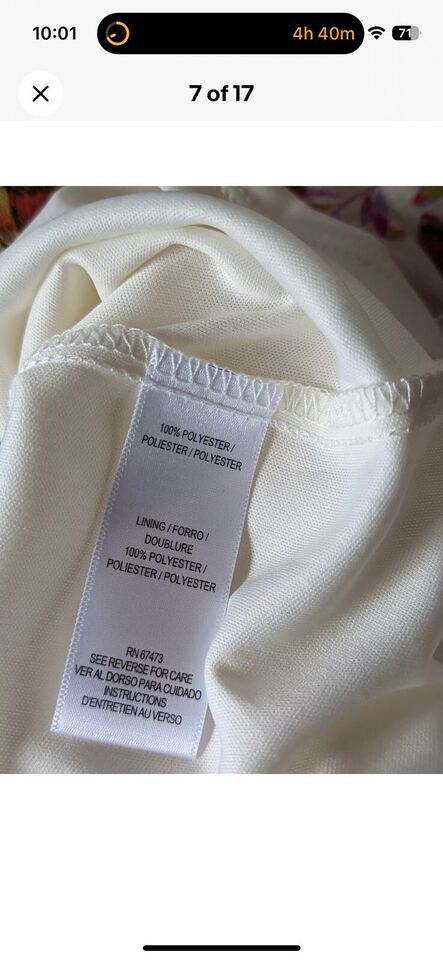 10:01
4h 40m
71
7 of 17
100% POLYESTER /
POLIESTER / POLYESTER
LINING / FORRO /
DOUBLURE
100% POLYESTER /
POLIESTER / POLYESTER
RN 67473
SEE REVERSE FOR CARE
VER AL DORSO PARA CUIDADO
INSTRUCTIONS
D'ENTRETIEN AU VERSO